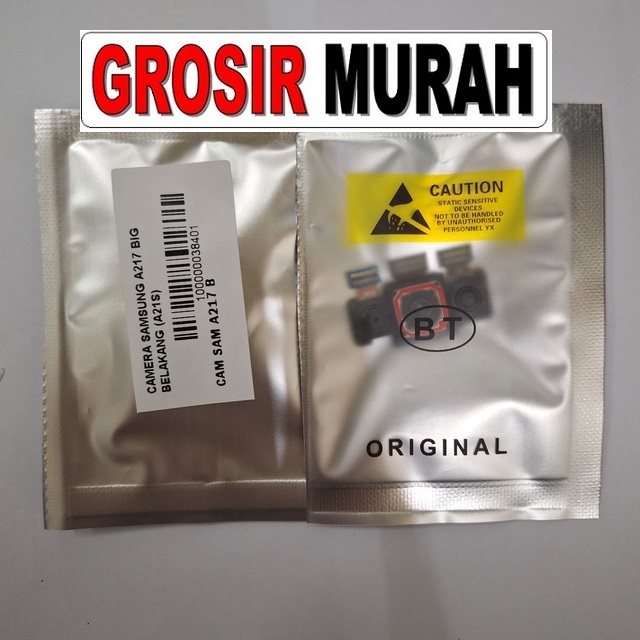 GROSIR MURAH
CAMERA SAMSUNG A217 BIG
BELAKANG (A21S)
100000038401
CAM SAM A217 B
CAUTION
STATIC SENSITIVE
DEVICES
NOT TO BE HANDLED
BY UNAUTHORISED
PERSONNEL YX
BT
ORIGINAL